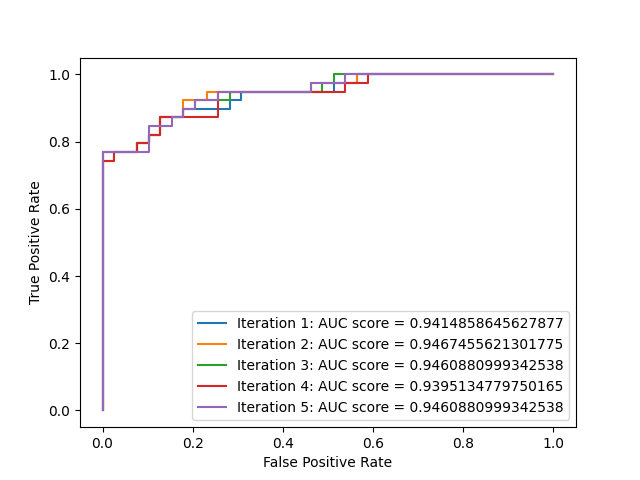 1.0
0.8
0.6
0.4
0.2
0.0
True Positive Rate
Iteration 1: AUC score = 0.9414858645627877
Iteration 2: AUC score = 0.9467455621301775
Iteration 3: AUC score = 0.9460880999342538
Iteration 4: AUC score = 0.9395134779750165
Iteration 5: AUC score = 0.9460880999342538
0.0 0.2 0.4 0.6 0.8 1.0
False Positive Rate